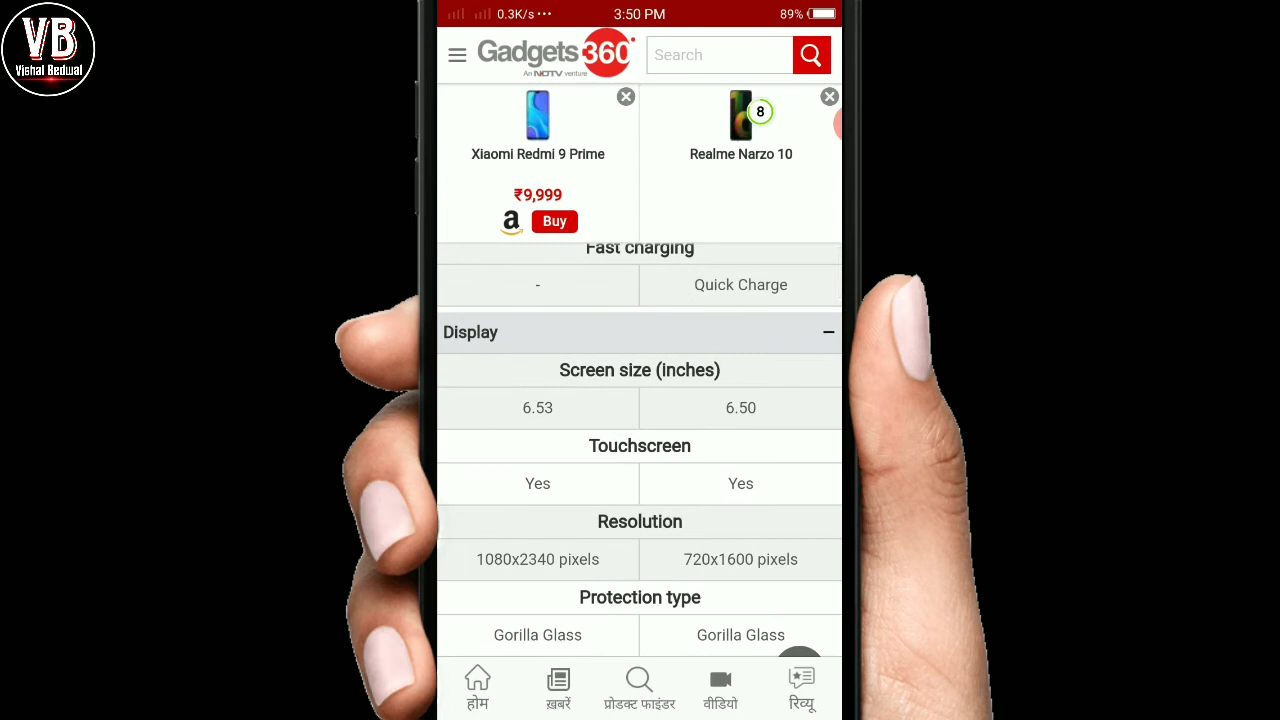 VB
Vishal Bedwal
0.3K/s •••
3:50 PM
89%
Gadgets 360°
An NDTV venture
Search
8
Xiaomi Redmi 9 Prime
Realme Narzo 10
₹9,999
a
Buy
Fast charging
-
Quick Charge
Display
Screen size (inches)
6.53
6.50
Touchscreen
Yes
Yes
Resolution
1080x2340 pixels
720x1600 pixels
Protection type
Gorilla Glass
Gorilla Glass
होम
ख़बरें
प्रोडक्ट फाइंडर
वीडियो
रिव्यू